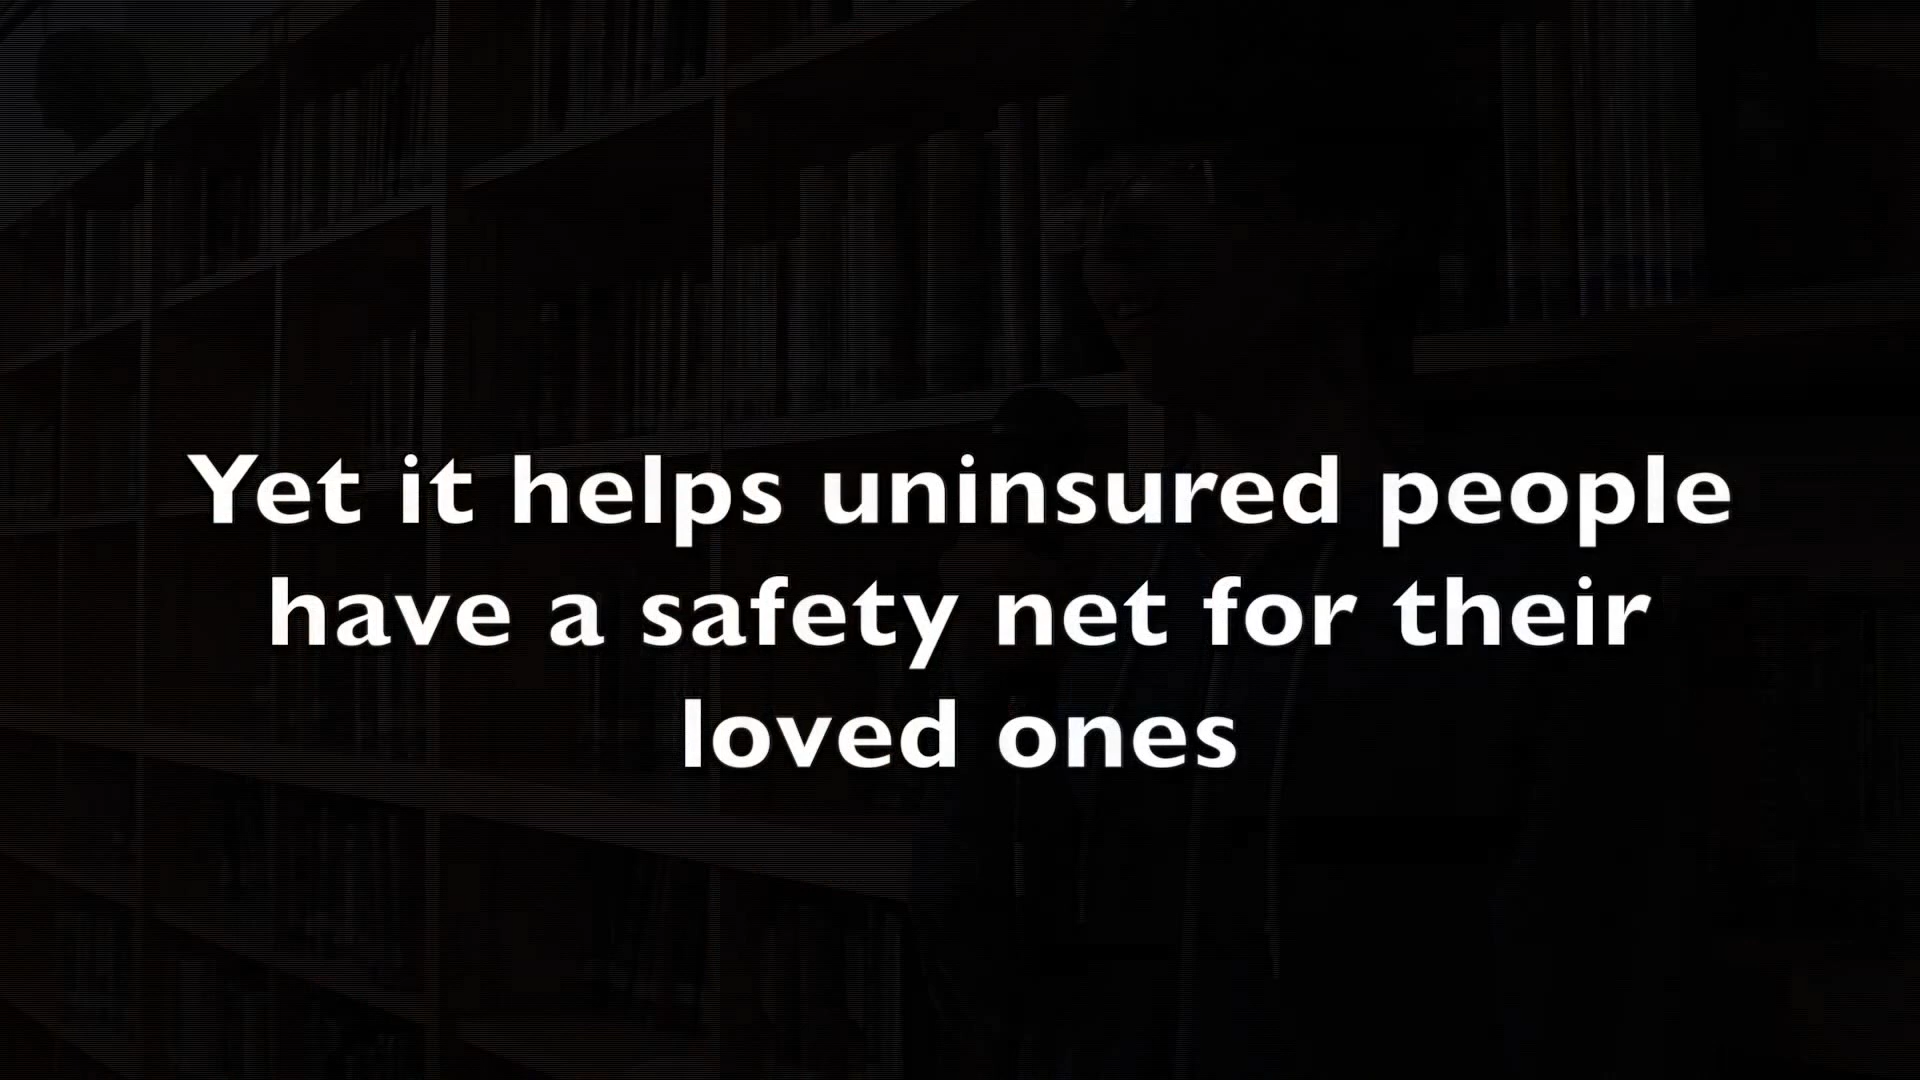 Yet it helps uninsured people
have a safety net for their
loved ones